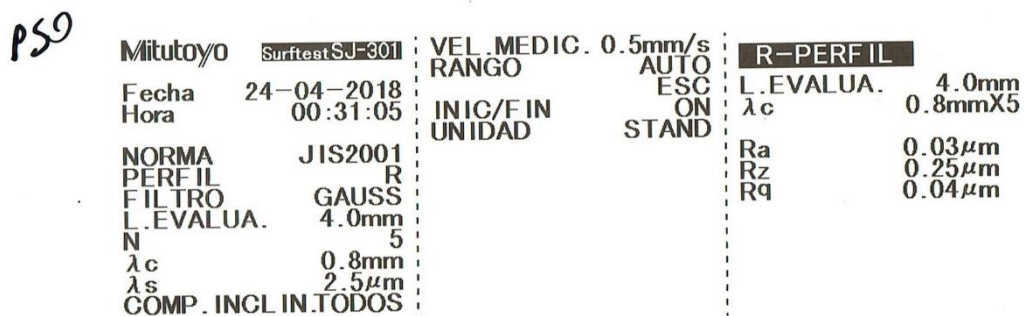 PSO
Mitutoyo Surftest SJ-301
Fecha 24-04-2018
Hora 00:31:05
NORMA JIS2001
PERFIL R
FILTRO GAUSS
L.EVALUA. 4.0mm
N 5
λc 0.8mm
λs 2.5μm
COMP.INCLIN.TODOS
VEL.MEDIC. 0.5mm/s
RANGO AUTO
ESC
INIC/FIN ON
UNIDAD STAND
R-PERFIL
L.EVALUA. 4.0mm
λc 0.8mmX5
Ra 0.03μm
Rz 0.25μm
Rq 0.04μm